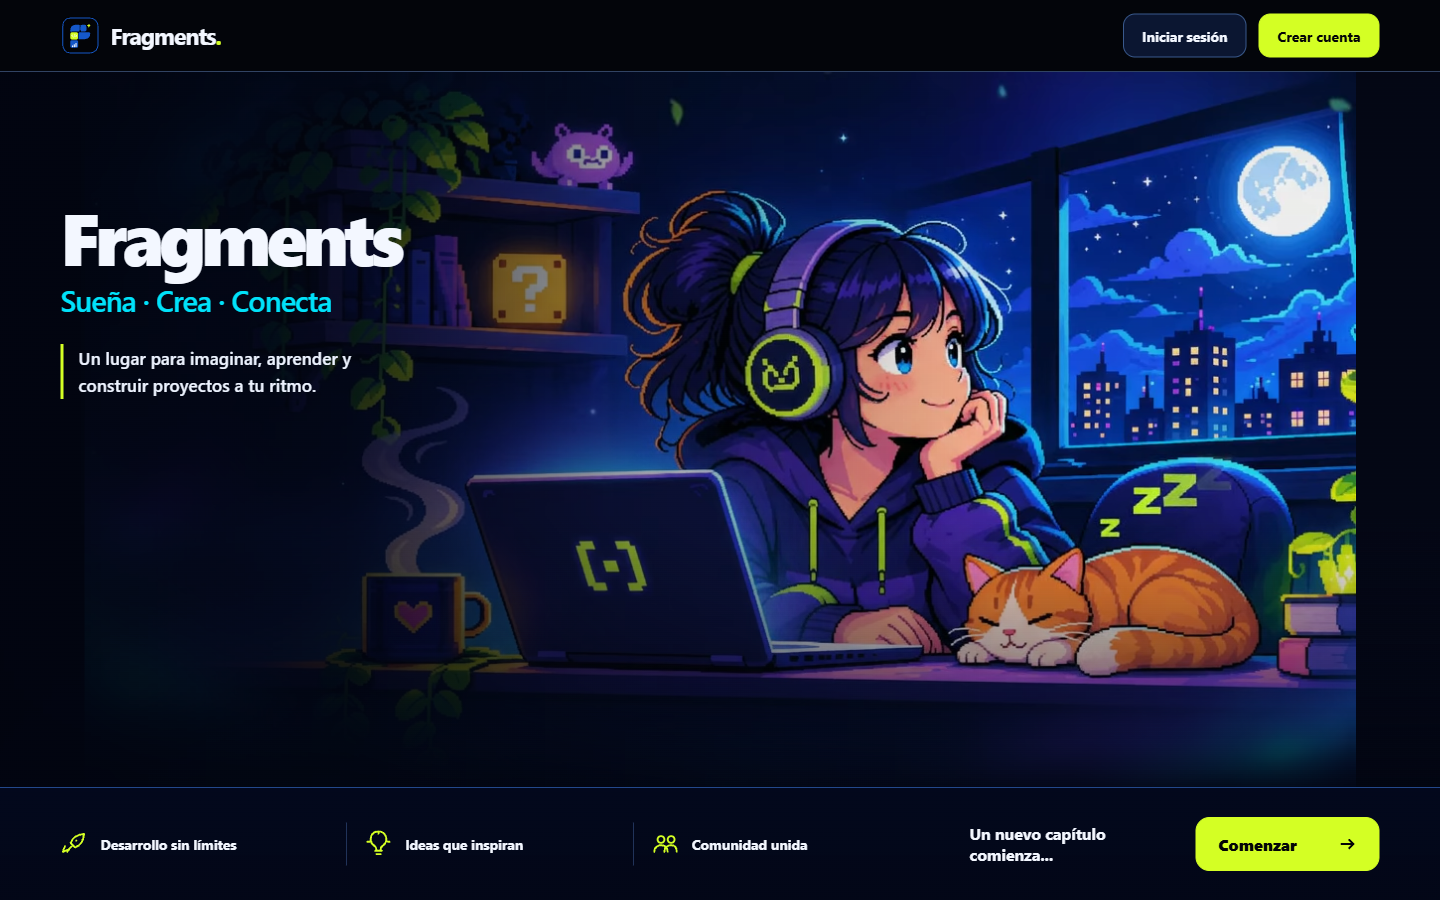 Fragments.
Iniciar sesión
Crear cuenta
Fragments
Sueña · Crea · Conecta
Un lugar para imaginar, aprender y
construir proyectos a tu ritmo.
?
[·]
z z z
Desarrollo sin límites
Ideas que inspiran
Comunidad unida
Un nuevo capítulo
comienza...
Comenzar →